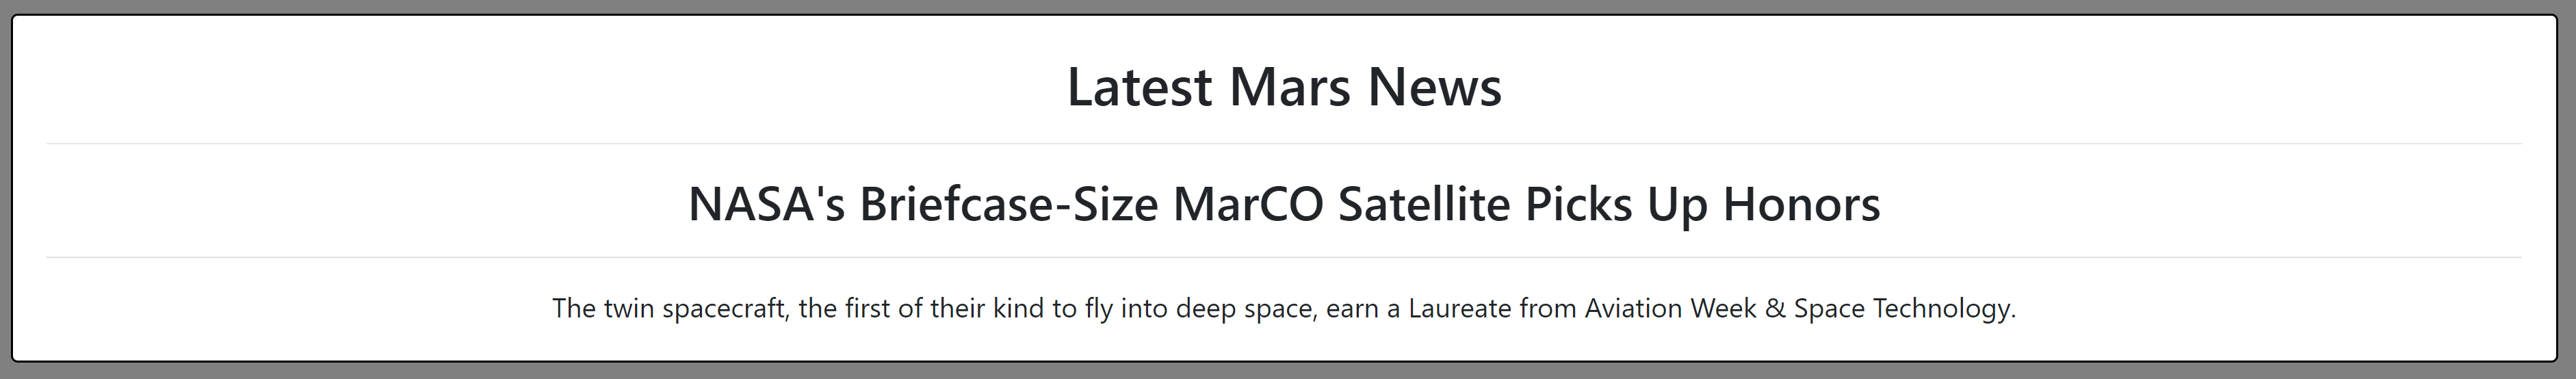 Latest Mars News
NASA's Briefcase-Size MarCO Satellite Picks Up Honors
The twin spacecraft, the first of their kind to fly into deep space, earn a Laureate from Aviation Week & Space Technology.